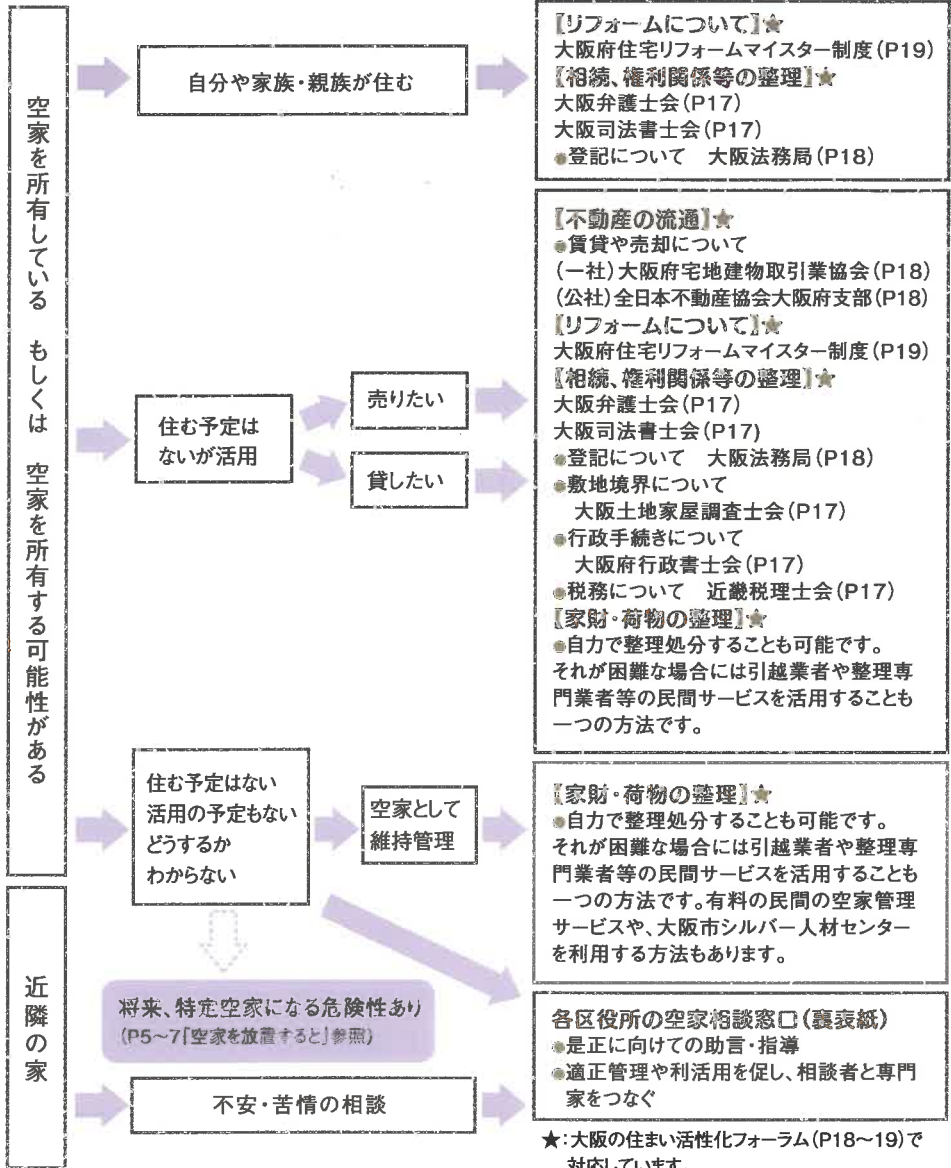 空家を所有している もしくは 空家を所有する可能性がある
自分や家族・親族が住む
【リフォームについて】★
大阪府住宅リフォームマイスター制度(P19)
【相続、権利関係等の整理】★
大阪弁護士会(P17)
大阪司法書士会(P17)
●登記について 大阪法務局(P18)
住む予定は
ないが活用
売りたい
貸したい
【不動産の流通】★
●賃貸や売却について
(一社)大阪府宅地建物取引業協会(P18)
(公社)全日本不動産協会大阪府支部(P18)
【リフォームについて】★
大阪府住宅リフォームマイスター制度(P19)
【相続、権利関係等の整理】★
大阪弁護士会(P17)
大阪司法書士会(P17)
●登記について 大阪法務局(P18)
●敷地境界について
大阪土地家屋調査士会(P17)
●行政手続きについて
大阪府行政書士会(P17)
●税務について 近畿税理士会(P17)
【家財・荷物の整理】★
●自力で整理処分することも可能です。
それが困難な場合には引越業者や整理専
門業者等の民間サービスを活用することも
一つの方法です。
住む予定はない
活用の予定もない
どうするか
わからない
空家として
維持管理
【家財・荷物の整理】★
●自力で整理処分することも可能です。
それが困難な場合には引越業者や整理専
門業者等の民間サービスを活用することも
一つの方法です。有料の民間の空家管理
サービスや、大阪市シルバー人材センター
を利用する方法もあります。
将来、特定空家になる危険性あり
(P5～7「空家を放置すると」参照)
近隣の家
不安・苦情の相談
各区役所の空家相談窓口(裏表紙)
●是正に向けての助言・指導
●適正管理や利活用を促し、相談者と専門
家をつなぐ
★:大阪の住まい活性化フォーラム(P18～19)で
対応しています